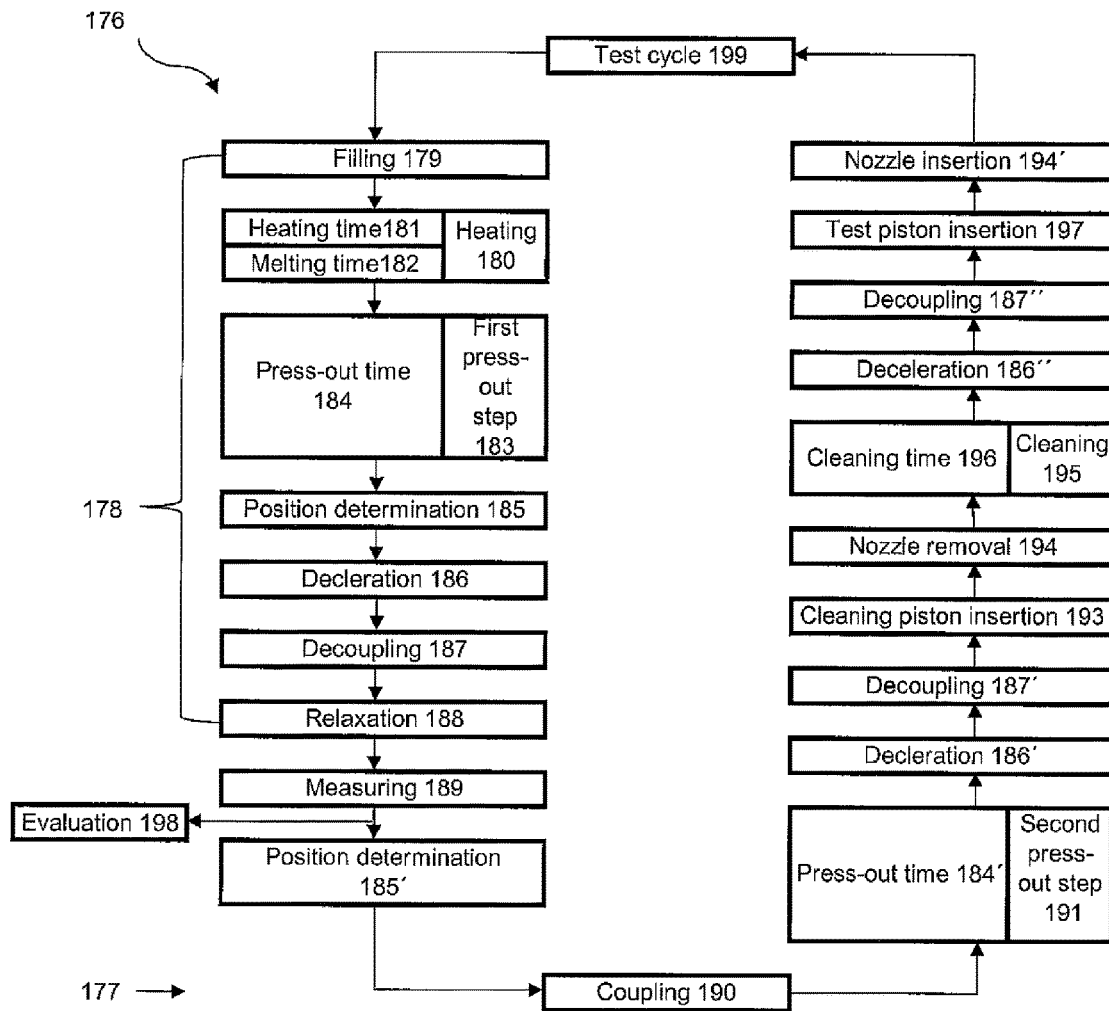 176
Test cycle 199
Filling 179
Heating time181
Melting time182
Heating
180
Press-out time
184
First
press-
out
step
183
Position determination 185
Decleration 186
Decoupling 187
Relaxation 188
178
Measuring 189
Evaluation 198
Position determination
185´
177
Coupling 190
Nozzle insertion 194´
Test piston insertion 197
Decoupling 187´´
Deceleration 186´´
Cleaning time 196
Cleaning
195
Nozzle removal 194
Cleaning piston insertion 193
Decoupling 187´
Decleration 186´
Press-out time 184´
Second
press-
out step
191